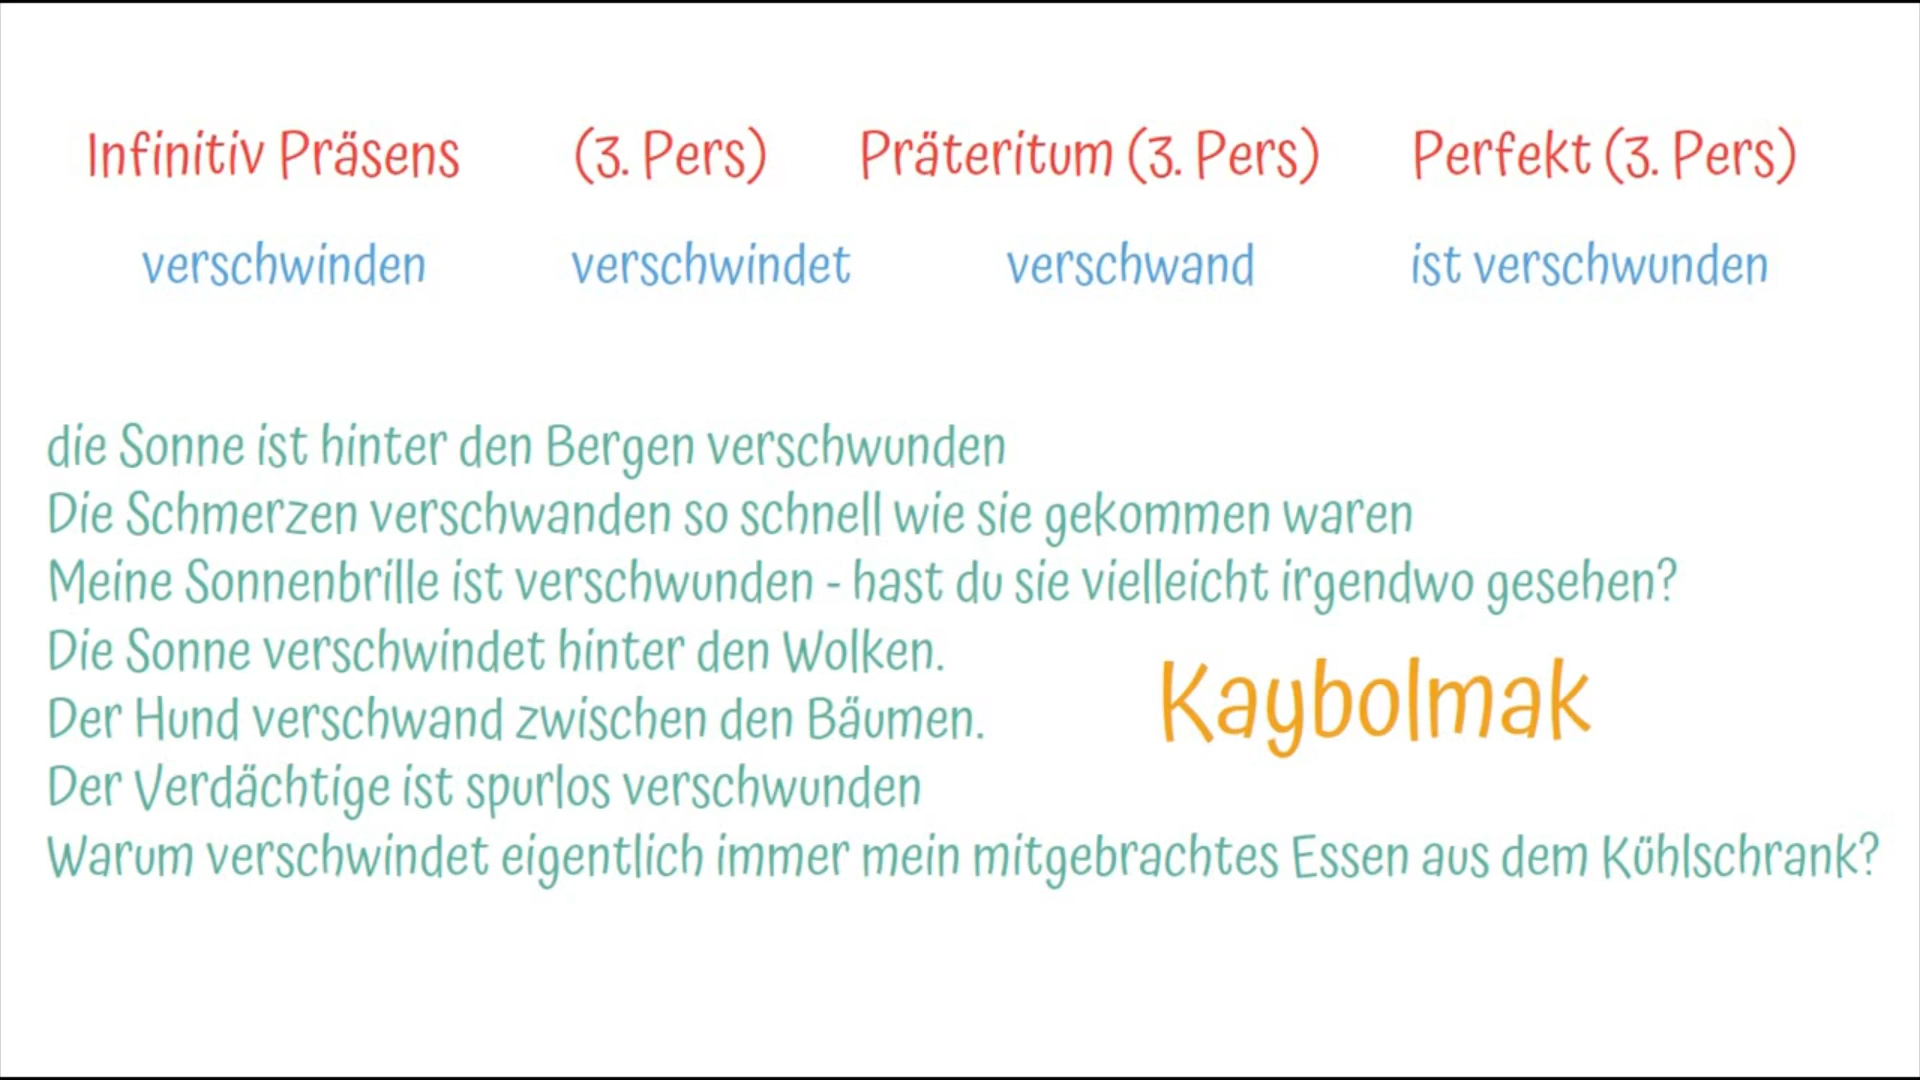 Infinitiv Präsens (3. Pers) Präteritum (3. Pers) Perfekt (3. Pers)
verschwinden verschwindet verschwand ist verschwunden
die Sonne ist hinter den Bergen verschwunden
Die Schmerzen verschwanden so schnell wie sie gekommen waren
Meine Sonnenbrille ist verschwunden - hast du sie vielleicht irgendwo gesehen?
Die Sonne verschwindet hinter den Wolken.
Kaybolmak
Der Hund verschwand zwischen den Bäumen.
Der Verdächtige ist spurlos verschwunden
Warum verschwindet eigentlich immer mein mitgebrachtes Essen aus dem Kühlschrank?